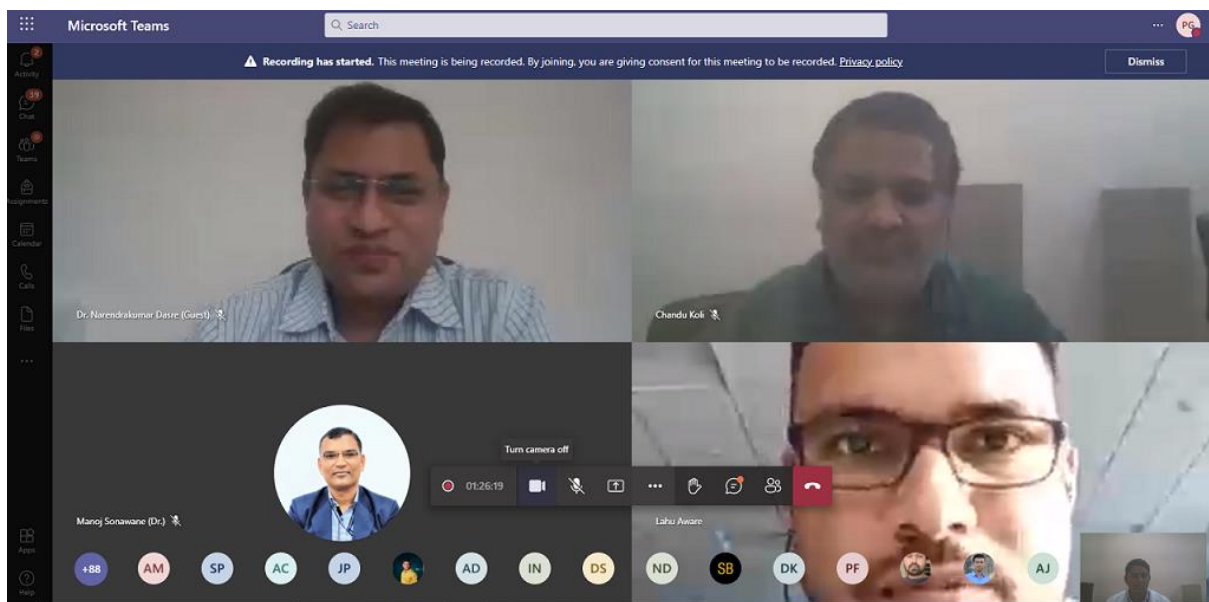 Microsoft Teams
Search
PG
Recording has started. This meeting is being recorded. By joining, you are giving consent for this meeting to be recorded. Privacy policy
Dismiss
2
Activity
39
Chat
Teams
Assignments
Calendar
Calls
Files
Dr. Narendrakumar Dasre (Guest)
Chandu Koli
Turn camera off
01:26:19
Manoj Sonawane (Dr.)
Lahu Aware
Apps
+88
AM
SP
AC
JP
AD
IN
DS
ND
SB
DK
PF
AJ
Help